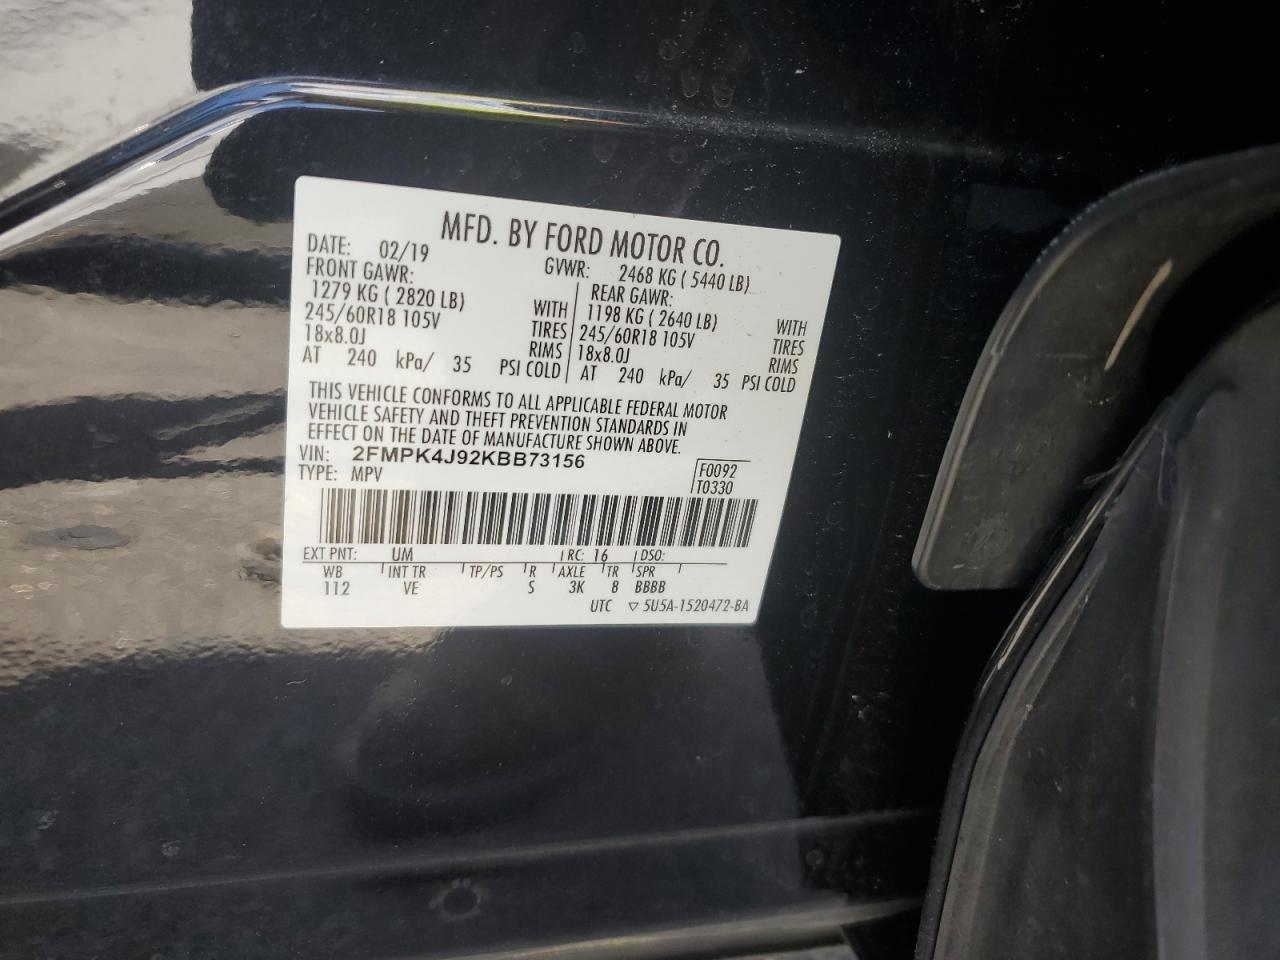 MFD. BY FORD MOTOR CO.
DATE: 02/19 GVWR: 2468 KG ( 5440 LB)
FRONT GAWR: REAR GAWR:
1279 KG ( 2820 LB) WITH 1198 KG ( 2640 LB) WITH
245/60R18 105V TIRES 245/60R18 105V TIRES
18x8.0J RIMS 18x8.0J RIMS
AT 240 kPa/ 35 PSI COLD AT 240 kPa/ 35 PSI COLD
THIS VEHICLE CONFORMS TO ALL APPLICABLE FEDERAL MOTOR
VEHICLE SAFETY AND THEFT PREVENTION STANDARDS IN
EFFECT ON THE DATE OF MANUFACTURE SHOWN ABOVE.
VIN: 2FMPK4J92KBB73156 F0092
TYPE: MPV T0330
EXT PNT: UM RC: 16 DSO:
WB INT TR TP/PS R AXLE TR SPR
112 VE S 3K 8 BBBB
UTC ▽ 5U5A-1520472-BA